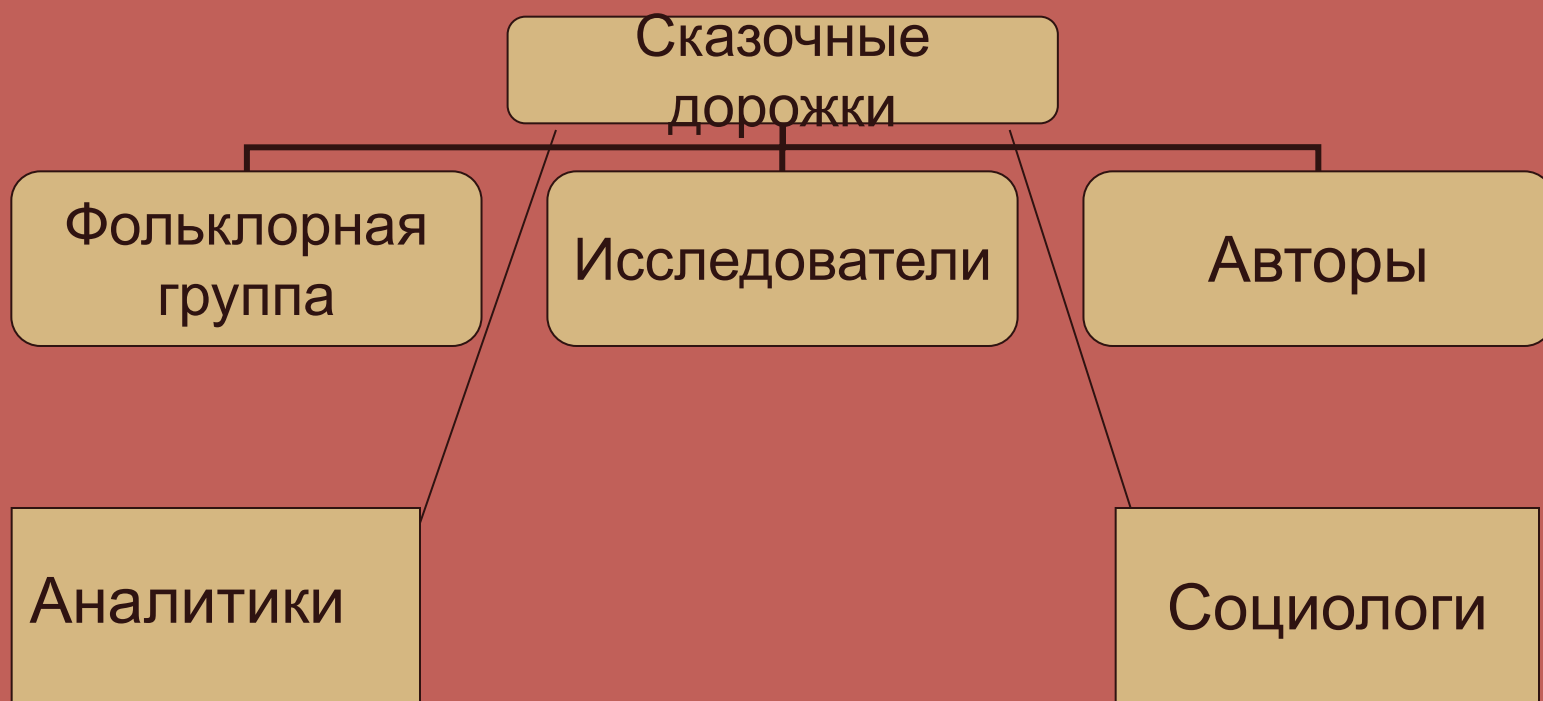 Сказочные
дорожки
Фольклорная
группа
Исследователи
Авторы
Аналитики
Социологи